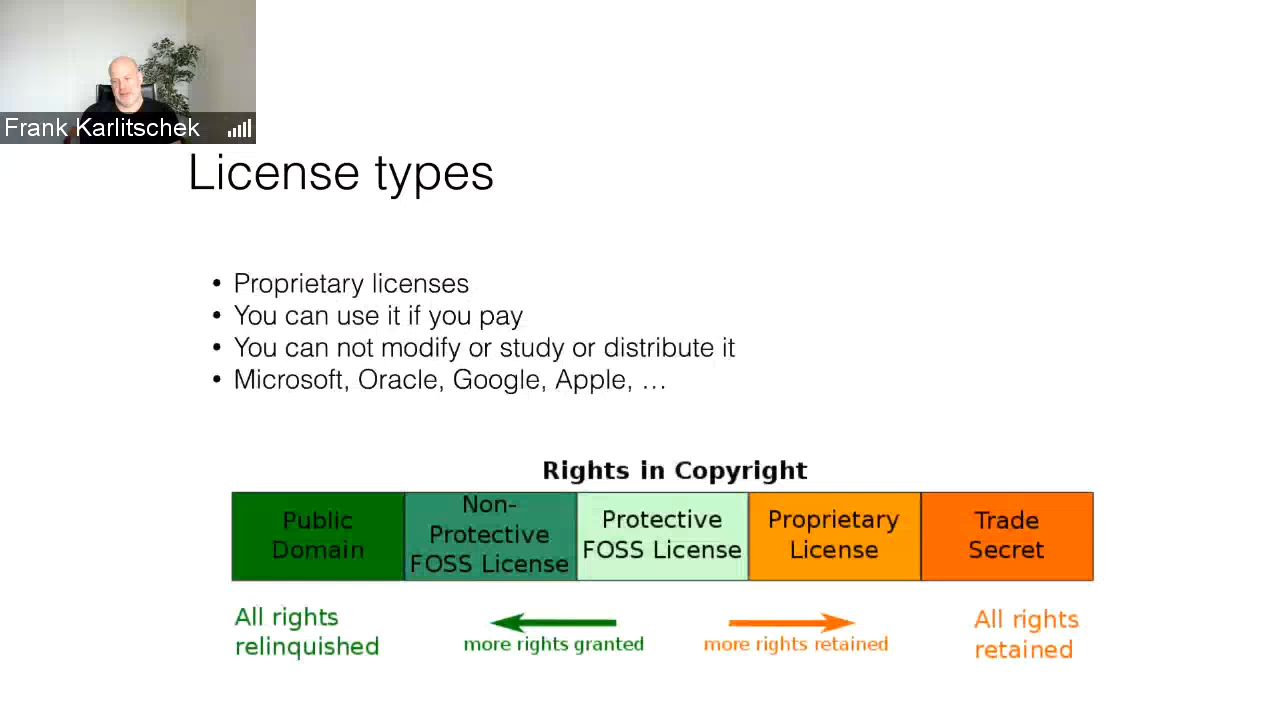 Frank Karlitschek
License types
• Proprietary licenses
• You can use it if you pay
• You can not modify or study or distribute it
• Microsoft, Oracle, Google, Apple, …
Rights in Copyright
Public
Domain
Non-
Protective
FOSS License
Protective
FOSS License
Proprietary
License
Trade
Secret
All rights
relinquished
more rights granted
more rights retained
All rights
retained